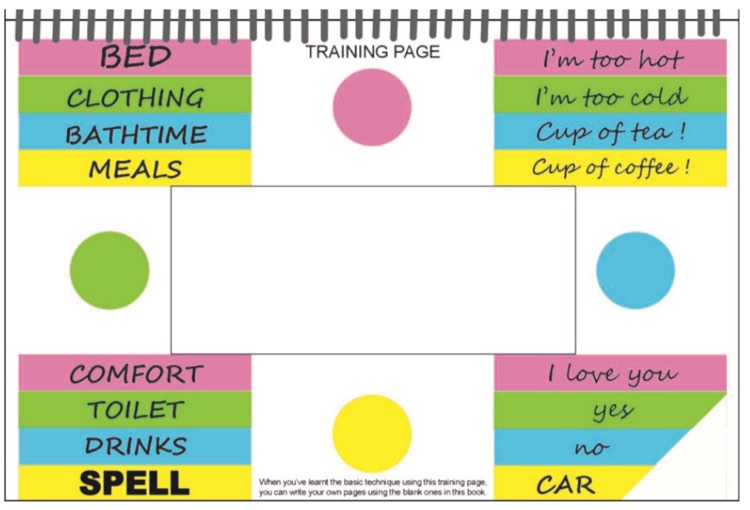 TRAINING PAGE
BED
CLOTHING
BATHTIME
MEALS
I'm too hot
I'm too cold
Cup of tea !
Cup of coffee !
COMFORT
TOILET
DRINKS
SPELL
When you've learnt the basic technique using this training page,
you can write your own pages using the blank ones in this book.
I love you
yes
no
CAR